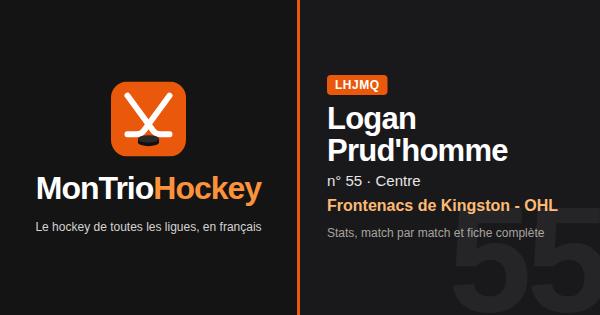 MonTrioHockey
Le hockey de toutes les ligues, en français
LHJMQ
Logan
Prud'homme
n° 55 · Centre
Frontenacs de Kingston - OHL
Stats, match par match et fiche complète
55